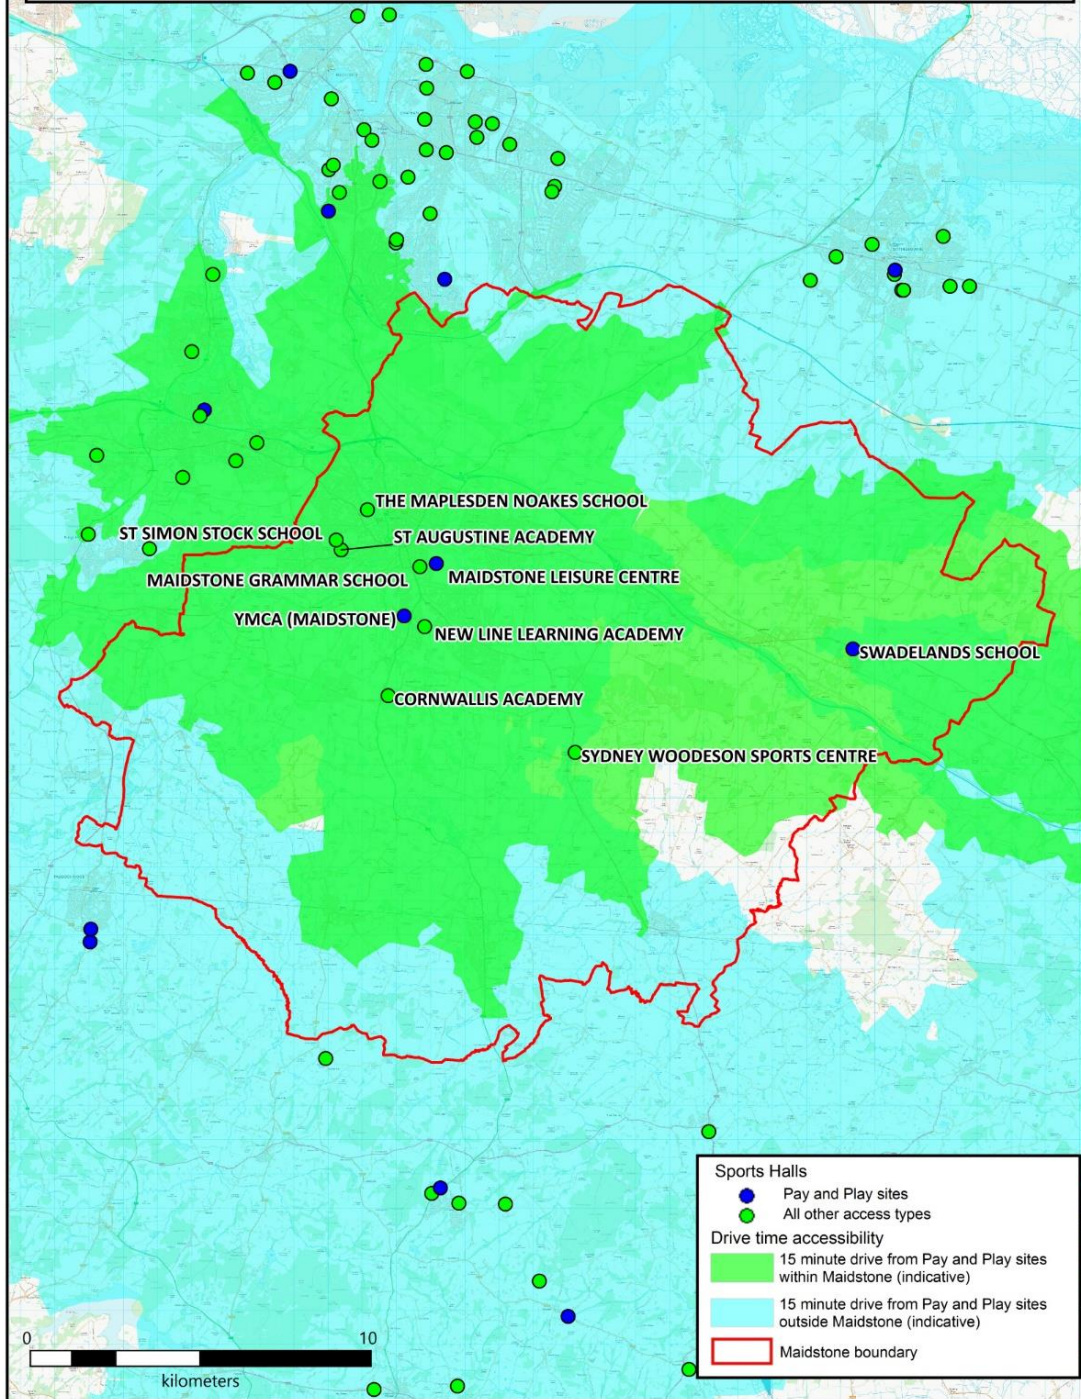 THE MAPLESDEN NOAKES SCHOOL
ST SIMON STOCK SCHOOL
ST AUGUSTINE ACADEMY
MAIDSTONE GRAMMAR SCHOOL
MAIDSTONE LEISURE CENTRE
YMCA (MAIDSTONE)
NEW LINE LEARNING ACADEMY
SWADELANDS SCHOOL
CORNWALLIS ACADEMY
SYDNEY WOODESON SPORTS CENTRE
Sports Halls
Pay and Play sites
All other access types
Drive time accessibility
15 minute drive from Pay and Play sites
within Maidstone (indicative)
15 minute drive from Pay and Play sites
outside Maidstone (indicative)
Maidstone boundary
0 10
kilometers